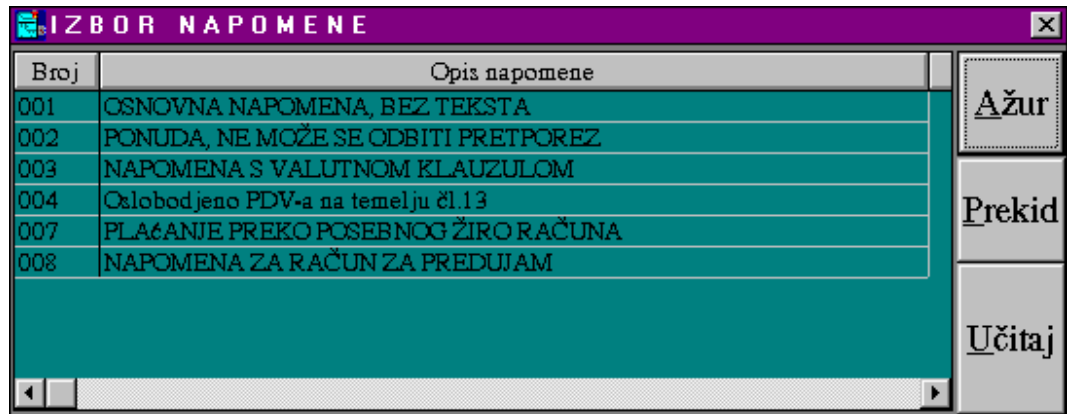 IZBOR NAPOMENE
Broj Opis napomene
001 OSNOVNA NAPOMENA, BEZ TEKSTA
002 PONUDA, NE MOŽE SE ODBITI PRETPOREZ
003 NAPOMENA S VALUTNOM KLAUZULOM
004 Oslobodjeno PDV-a na temelju čl.13
007 PLAćANJE PREKO POSEBNOG ŽIRO RAČUNA
008 NAPOMENA ZA RAČUN ZA PREDUJAM
Ažur
Prekid
Učitaj